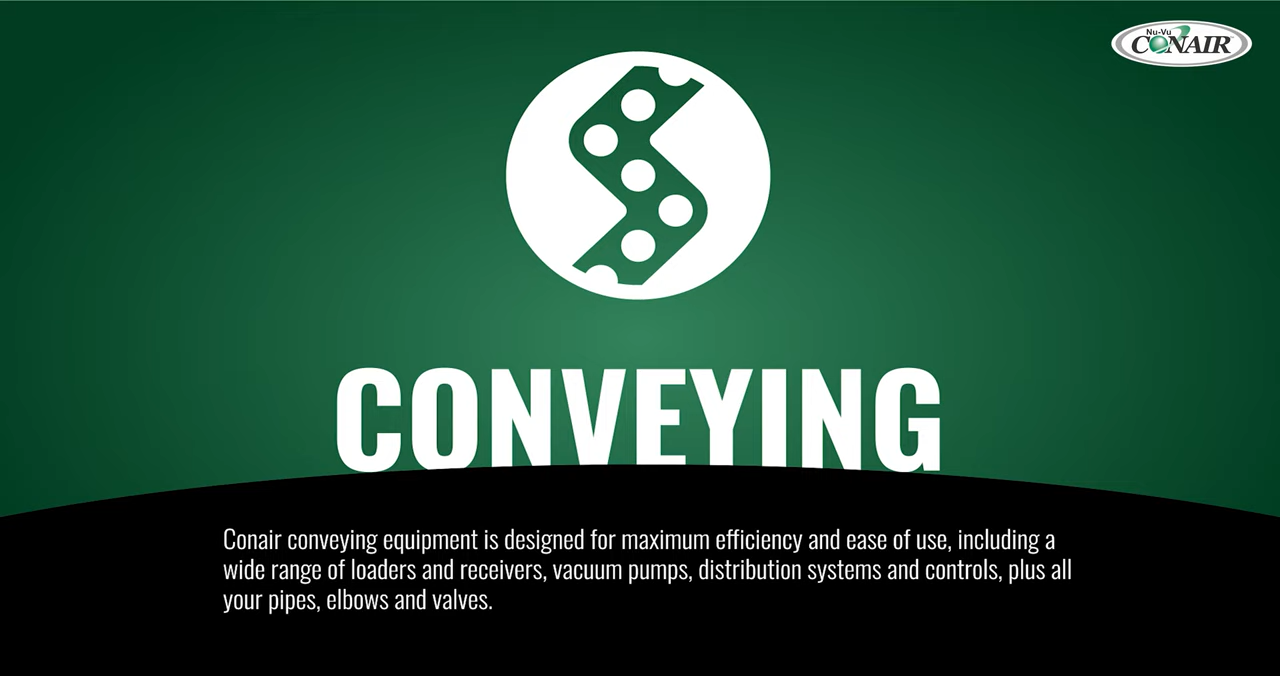 Nu-Vu
CONAIR
CONVEYING
Conair conveying equipment is designed for maximum efficiency and ease of use, including a
wide range of loaders and receivers, vacuum pumps, distribution systems and controls, plus all
your pipes, elbows and valves.